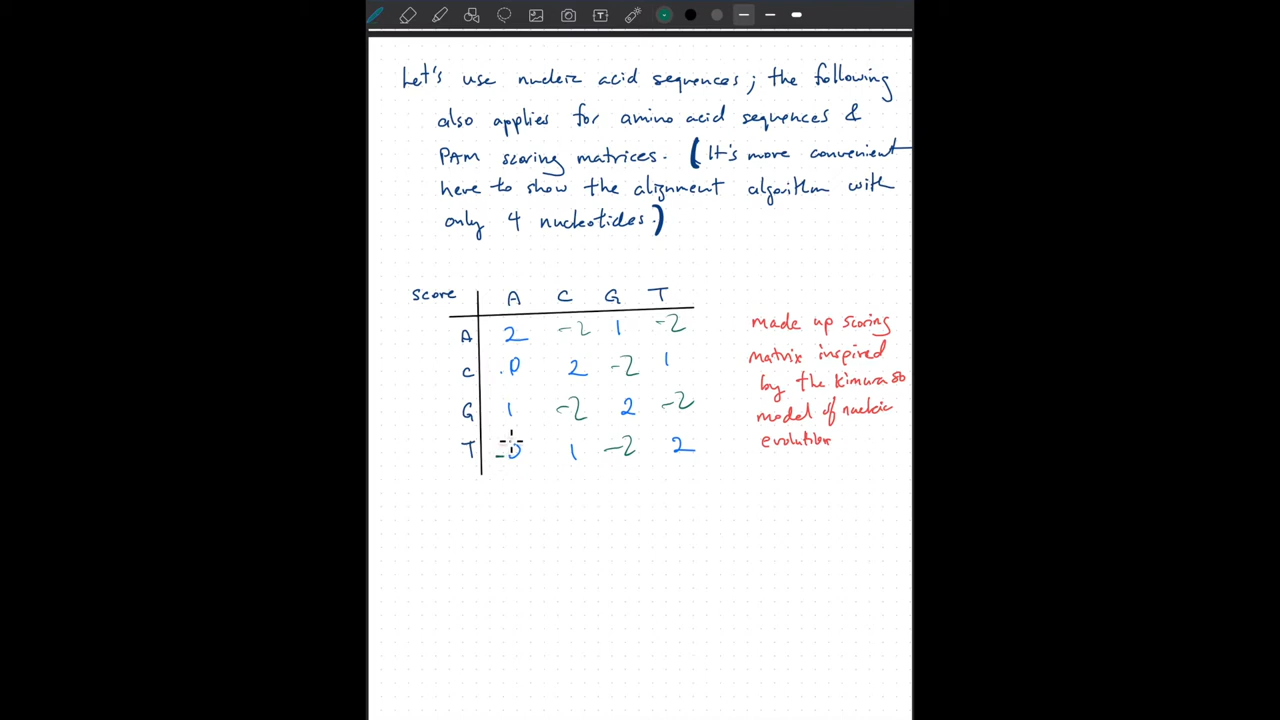 Let's use nucleic acid sequences; the following
also applies for amino acid sequences &
PAM scoring matrices. (It's more convenient
here to show the alignment algorithm with
only 4 nucleotides.)
score A C G T
A 2 -2 1 -2
C 0 2 -2 1
G 1 -2 2 -2
T -0 1 -2 2
made up scoring
matrix inspired
by the Kimura 80
model of nucleic
evolution